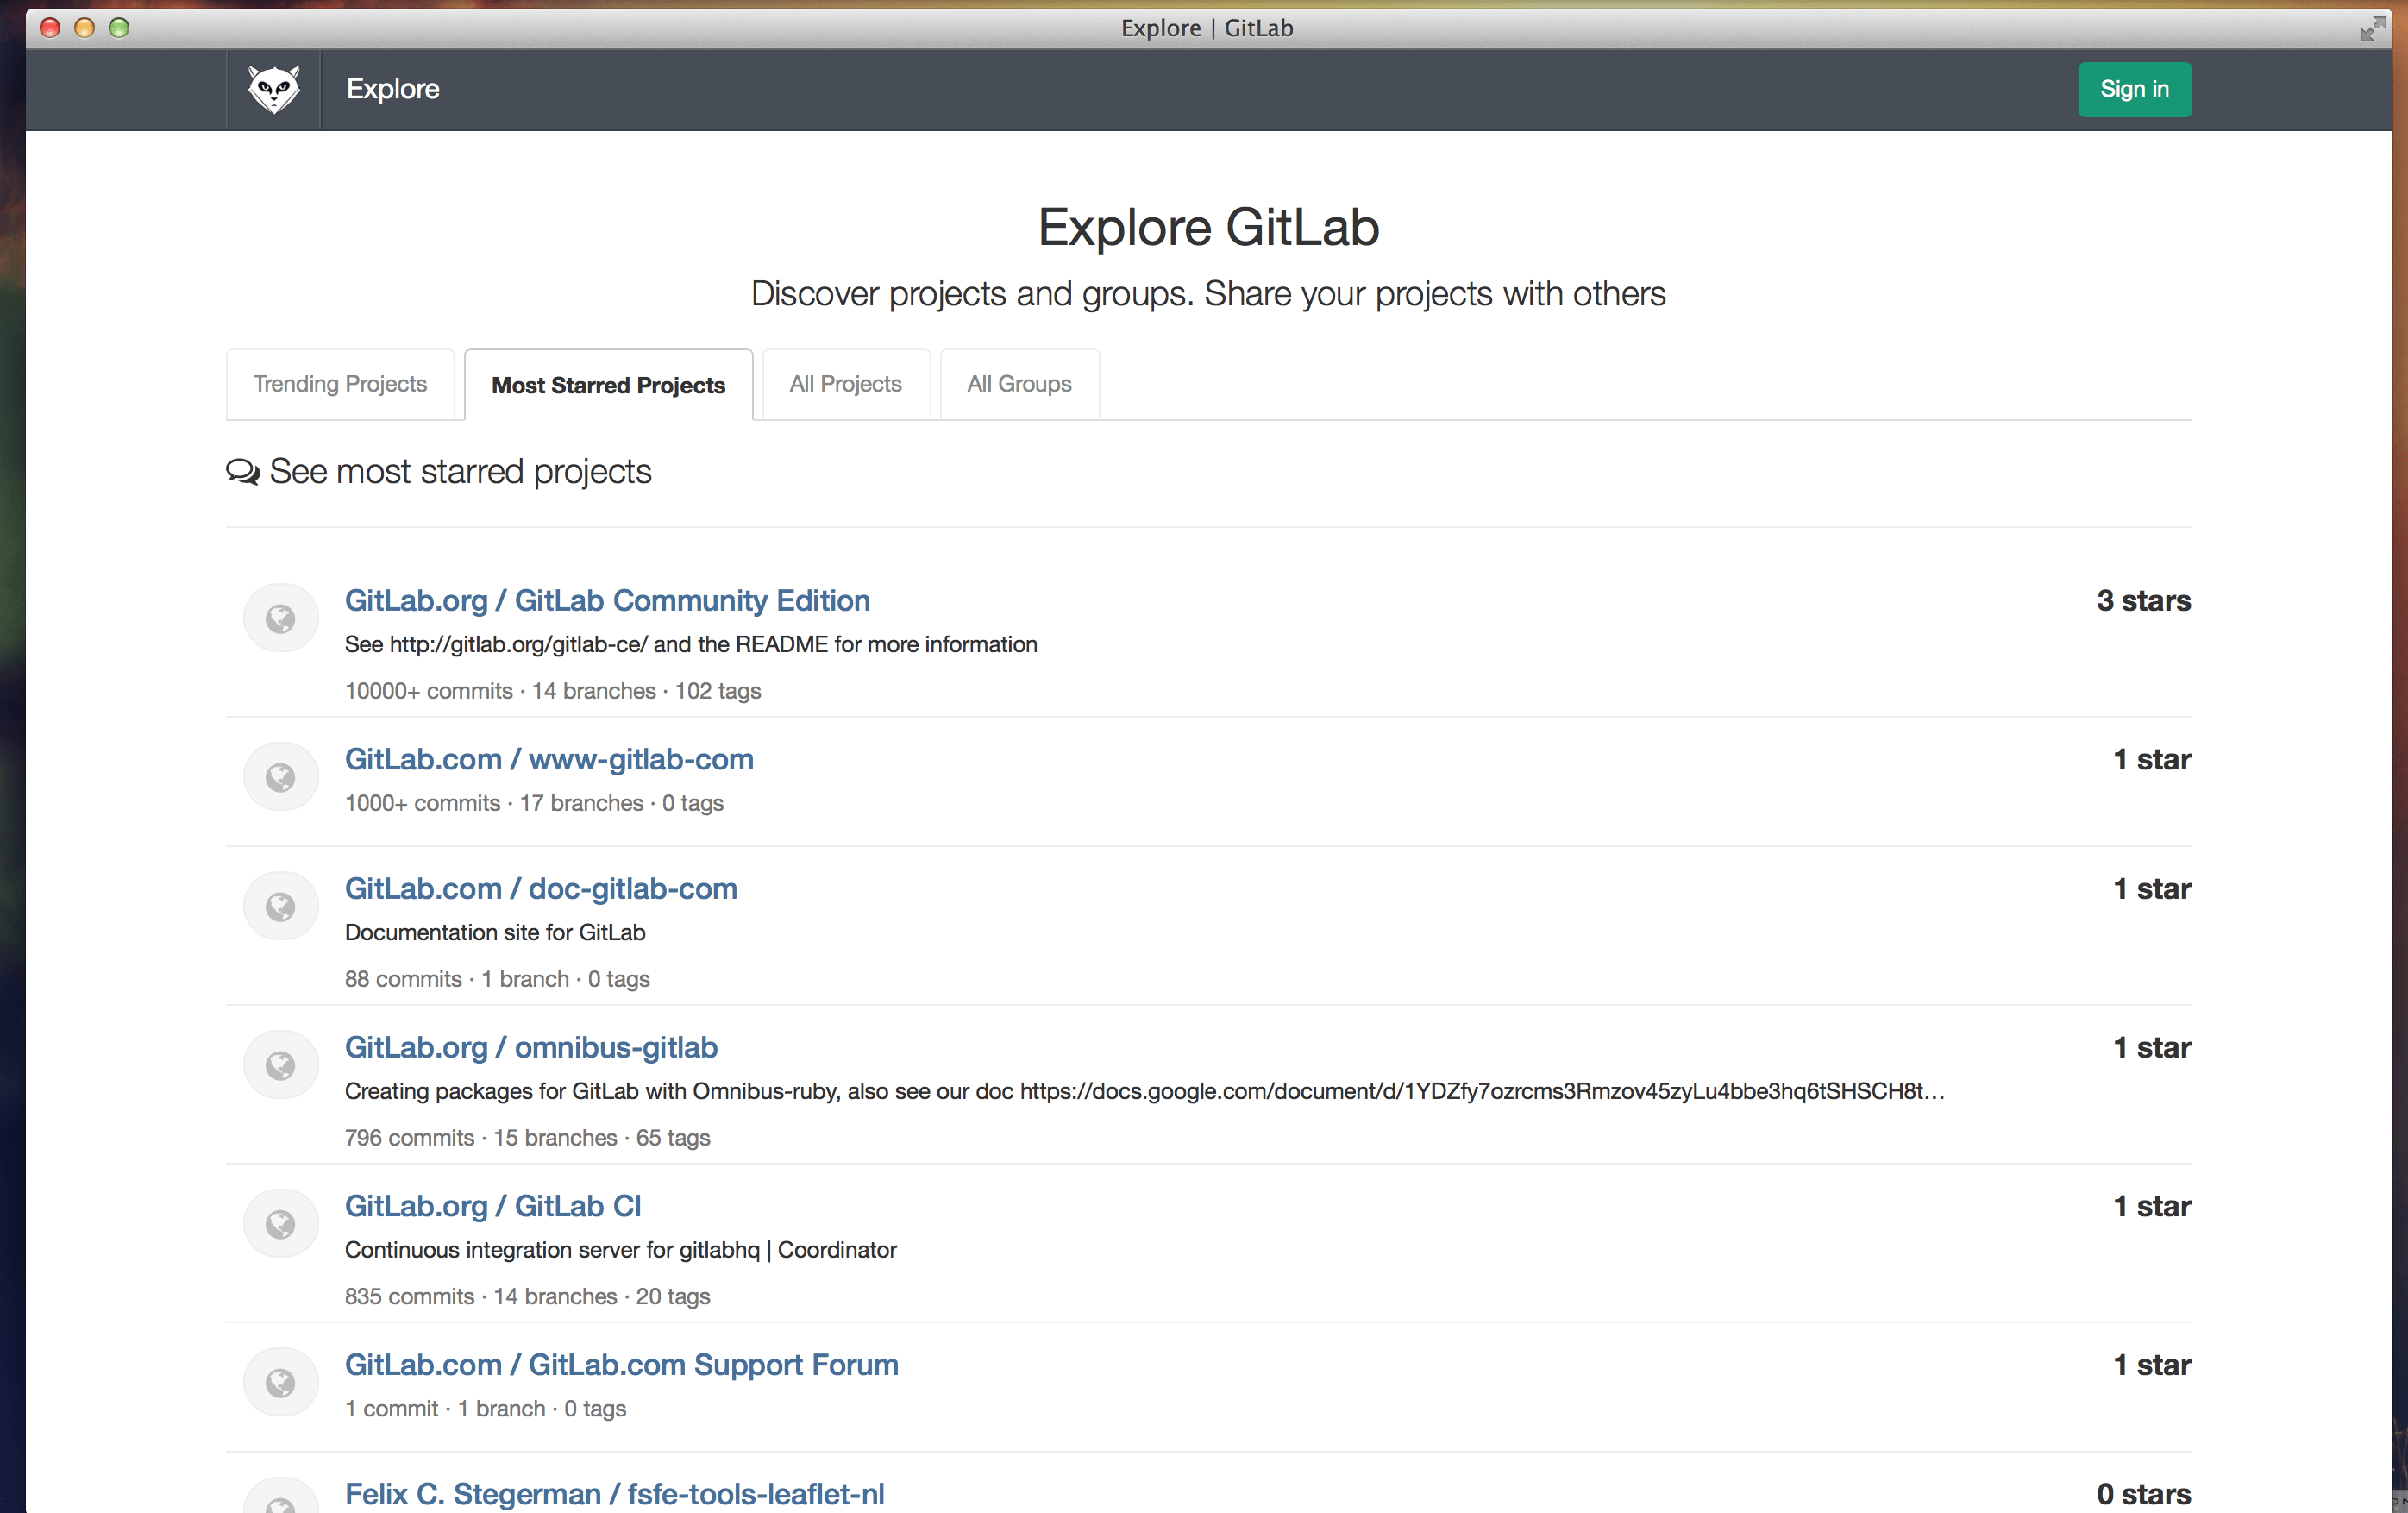 Explore | GitLab
Explore
Sign in
Explore GitLab
Discover projects and groups. Share your projects with others
Trending Projects
Most Starred Projects
All Projects
All Groups
See most starred projects
GitLab.org / GitLab Community Edition
3 stars
See http://gitlab.org/gitlab-ce/ and the README for more information
10000+ commits · 14 branches · 102 tags
GitLab.com / www-gitlab-com
1 star
1000+ commits · 17 branches · 0 tags
GitLab.com / doc-gitlab-com
1 star
Documentation site for GitLab
88 commits · 1 branch · 0 tags
GitLab.org / omnibus-gitlab
1 star
Creating packages for GitLab with Omnibus-ruby, also see our doc https://docs.google.com/document/d/1YDZfy7ozrcms3Rmzov45zyLu4bbe3hq6tSHSCH8t…
796 commits · 15 branches · 65 tags
GitLab.org / GitLab CI
1 star
Continuous integration server for gitlabhq | Coordinator
835 commits · 14 branches · 20 tags
GitLab.com / GitLab.com Support Forum
1 star
1 commit · 1 branch · 0 tags
Felix C. Stegerman / fsfe-tools-leaflet-nl
0 stars